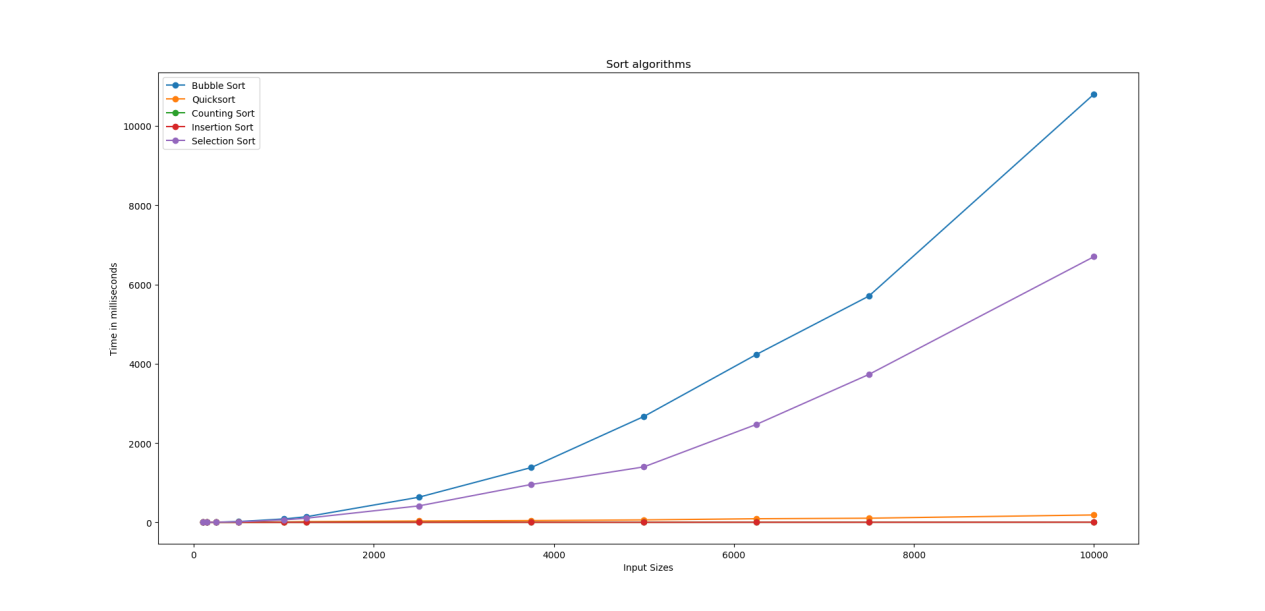 Sort algorithms
Bubble Sort
Quicksort
Counting Sort
Insertion Sort
Selection Sort
Time in milliseconds
10000
8000
6000
4000
2000
0
0 2000 4000 6000 8000 10000
Input Sizes